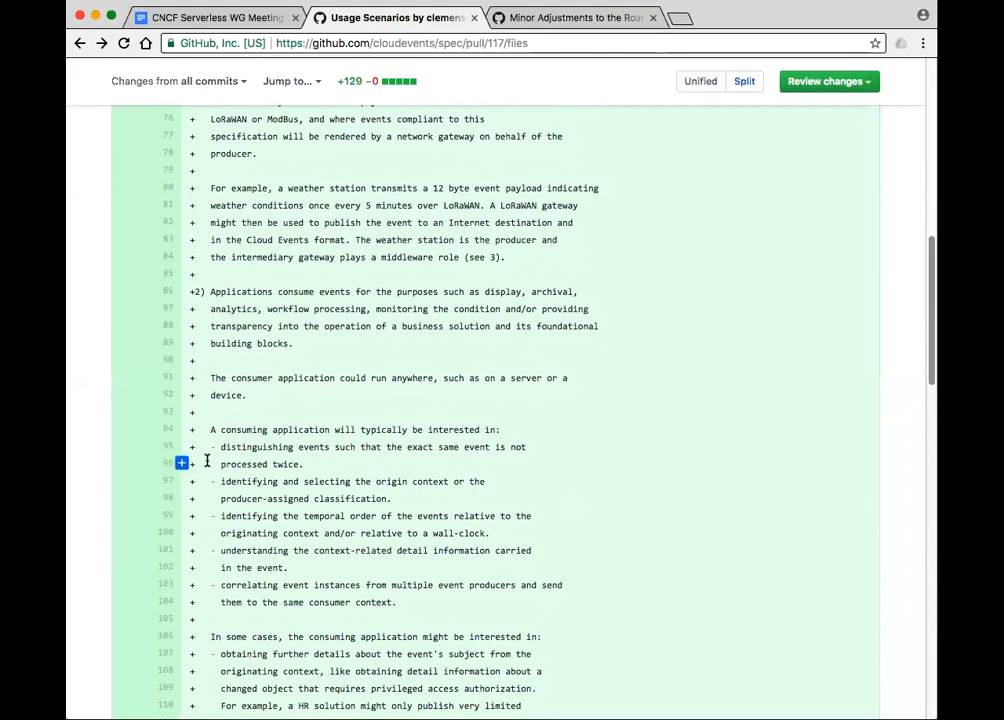 CNCF Serverless WG Meeting
Usage Scenarios by clemens
Minor Adjustments to the Roa
GitHub, Inc. [US] https://github.com/cloudevents/spec/pull/117/files
Changes from all commits Jump to... +129 −0 Unified Split Review changes
76 + LoRaWAN or ModBus, and where events compliant to this
77 + specification will be rendered by a network gateway on behalf of the
78 + producer.
79 +
80 + For example, a weather station transmits a 12 byte event payload indicating
81 + weather conditions once every 5 minutes over LoRaWAN. A LoRaWAN gateway
82 + might then be used to publish the event to an Internet destination and
83 + in the Cloud Events format. The weather station is the producer and
84 + the intermediary gateway plays a middleware role (see 3).
85 +
86 +2) Applications consume events for the purposes such as display, archival,
87 + analytics, workflow processing, monitoring the condition and/or providing
88 + transparency into the operation of a business solution and its foundational
89 + building blocks.
90 +
91 + The consumer application could run anywhere, such as on a server or a
92 + device.
93 +
94 + A consuming application will typically be interested in:
95 + - distinguishing events such that the exact same event is not
96 + processed twice.
97 + - identifying and selecting the origin context or the
98 + producer-assigned classification.
99 + - identifying the temporal order of the events relative to the
100 + originating context and/or relative to a wall-clock.
101 + - understanding the context-related detail information carried
102 + in the event.
103 + - correlating event instances from multiple event producers and send
104 + them to the same consumer context.
105 +
106 + In some cases, the consuming application might be interested in:
107 + - obtaining further details about the event's subject from the
108 + originating context, like obtaining detail information about a
109 + changed object that requires privileged access authorization.
110 + For example, a HR solution might only publish very limited